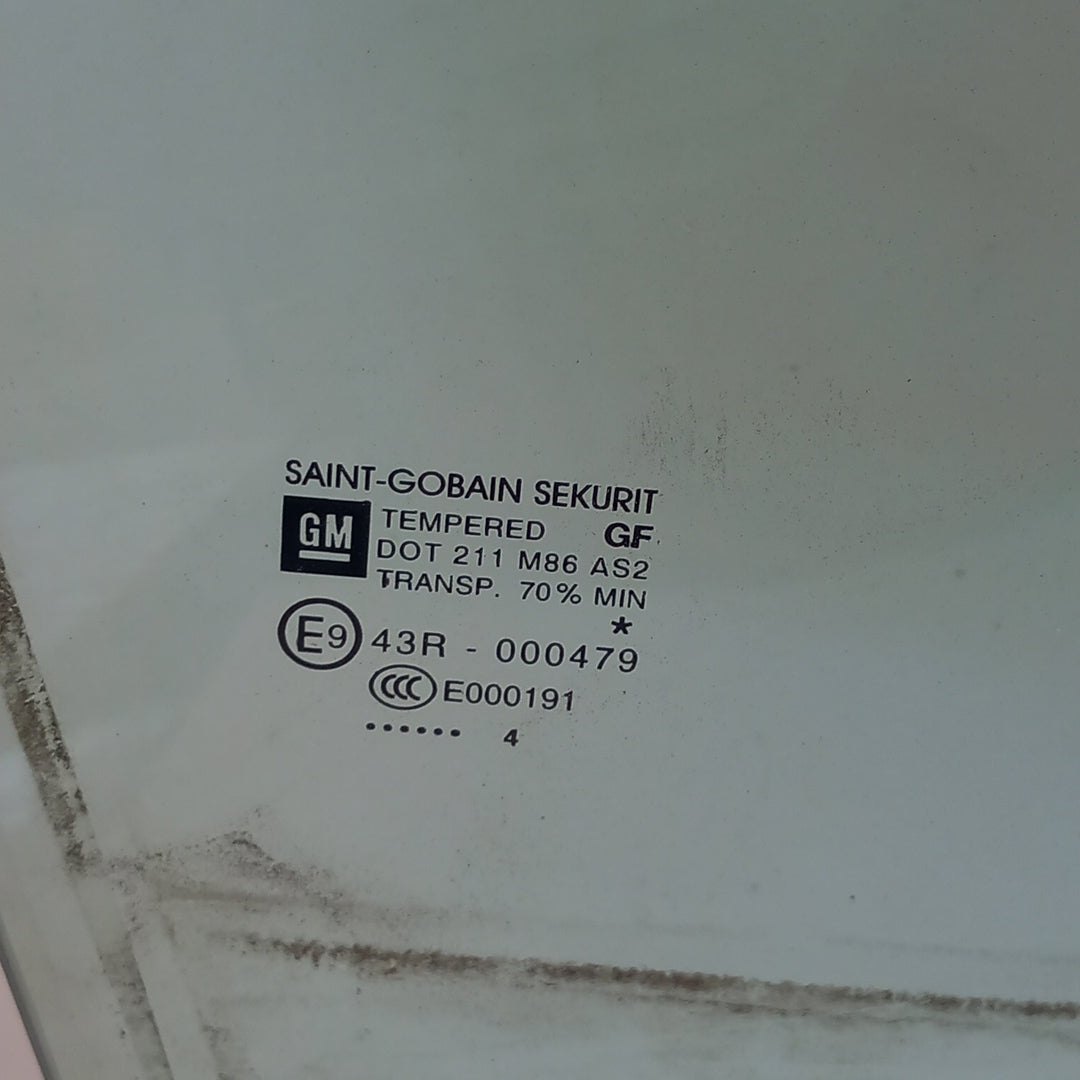 SAINT-GOBAIN SEKURIT
GM TEMPERED GF
DOT 211 M86 AS2
TRANSP. 70% MIN
*
E9 43R - 000479
CCC E000191
...... 4